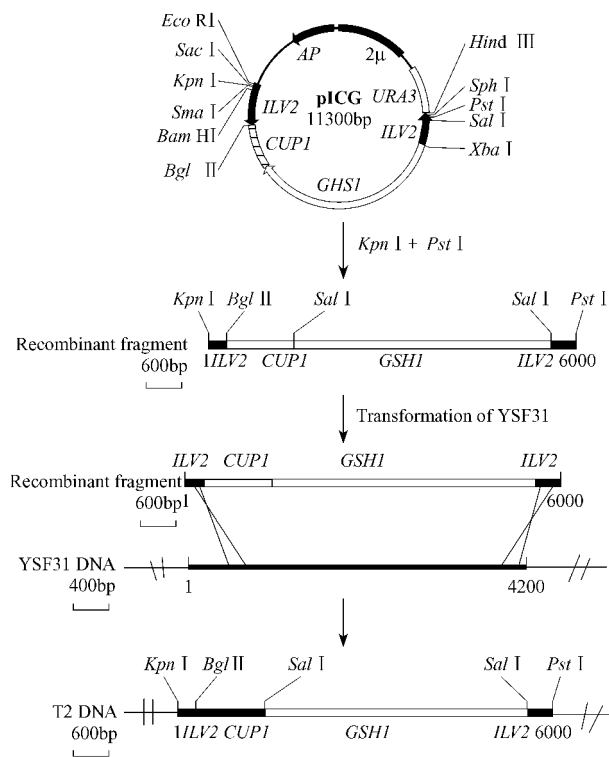 Eco RⅠ
Sac Ⅰ
Kpn Ⅰ
Sma Ⅰ
Bam HⅠ
Bgl Ⅱ
AP
2μ
Hind Ⅲ
Sph Ⅰ
Pst Ⅰ
Sal Ⅰ
Xba Ⅰ
URA3
pICG
11300bp
ILV2
ILV2
CUP1
GHS1
Kpn Ⅰ + Pst Ⅰ
Kpn Ⅰ
Bgl Ⅱ
Sal Ⅰ
Sal Ⅰ
Pst Ⅰ
Recombinant fragment
600bp
1 ILV2 CUP1 GSH1 ILV2 6000
Transformation of YSF31
ILV2 CUP1 GSH1 ILV2
Recombinant fragment
600bp
1 6000
YSF31 DNA
400bp
1 4200
Kpn Ⅰ
Bgl Ⅱ
Sal Ⅰ
Sal Ⅰ
Pst Ⅰ
T2 DNA
600bp
1 ILV2 CUP1 GSH1 ILV2 6000